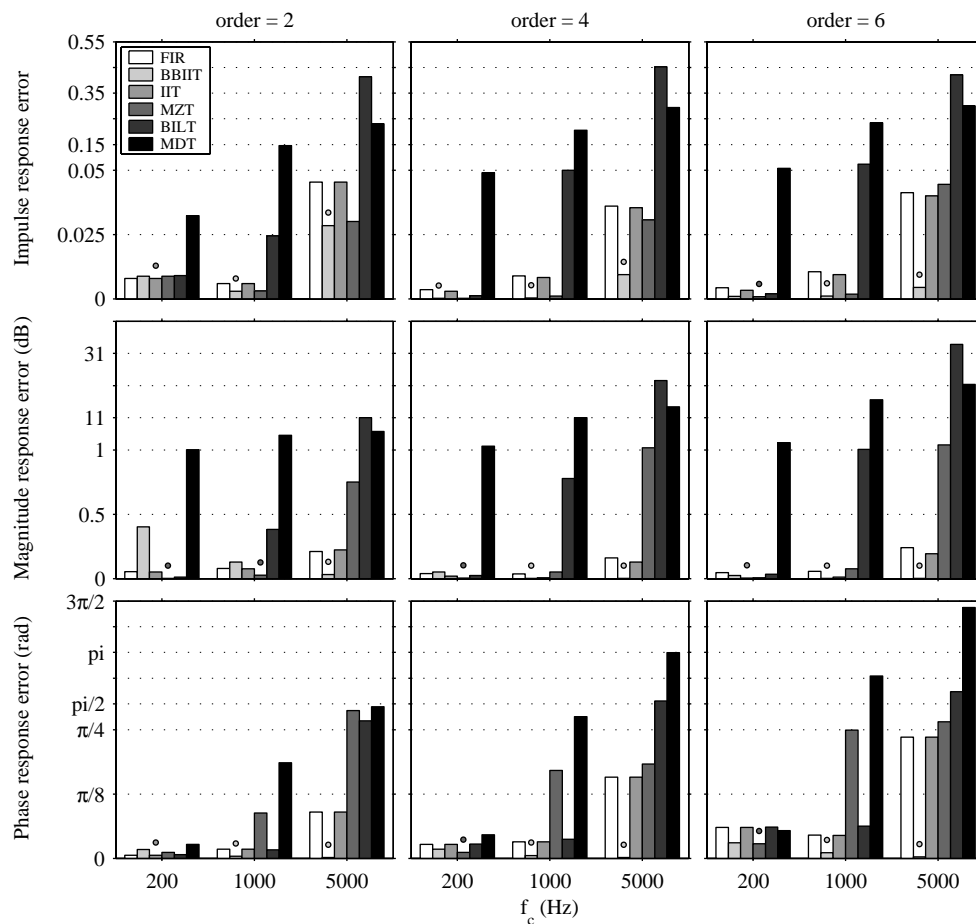 order = 2
order = 4
order = 6
Impulse response error
0.55
0.35
0.15
0.05
0.025
0
FIR
BBIIT
IIT
MZT
BILT
MDT
Magnitude response error (dB)
31
11
1
0.5
0
Phase response error (rad)
3π/2
pi
pi/2
π/4
π/8
0
200 1000 5000
200 1000 5000
200 1000 5000
f_c (Hz)